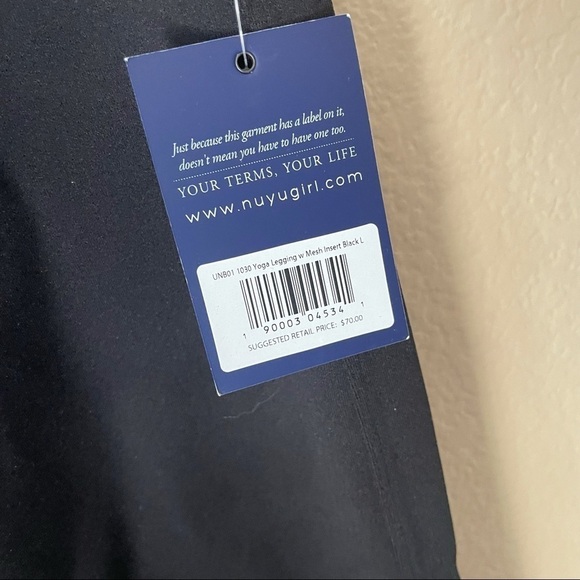 Just because this garment has a label on it,
doesn't mean you have to have one too.
YOUR TERMS, YOUR LIFE
www.nuyugirl.com
UNB01 1030 Yoga Legging w Mesh Insert Black L
1 90003 04534 1
SUGGESTED RETAIL PRICE: $70.00